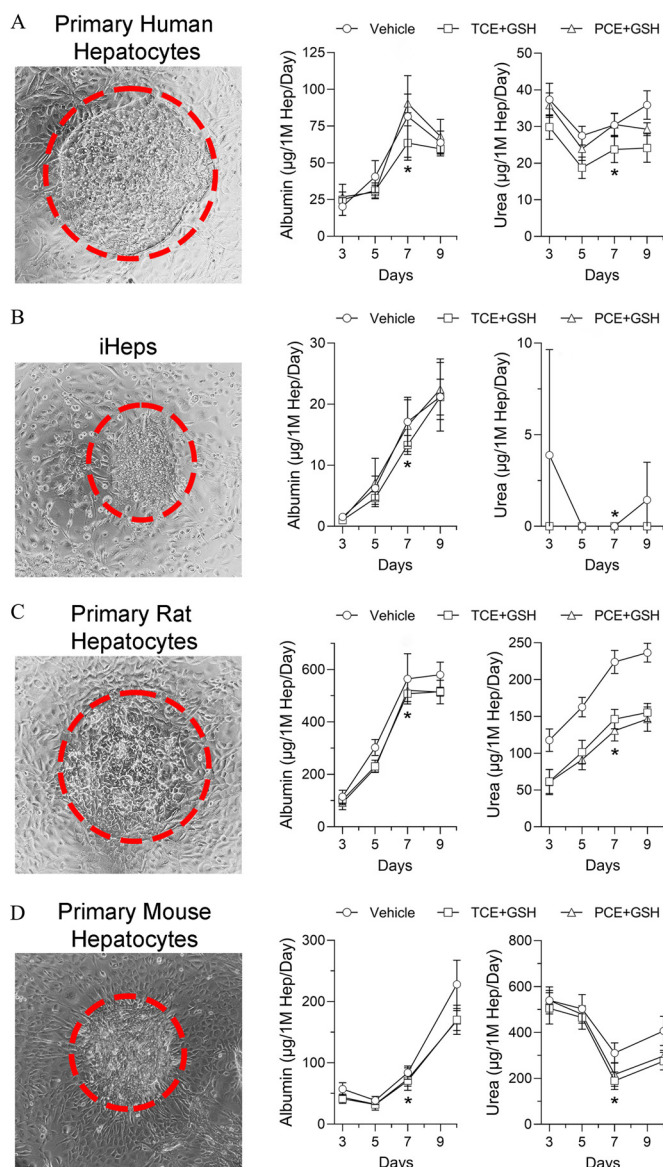 A
Primary Human
Hepatocytes
Vehicle TCE+GSH PCE+GSH
Albumin (µg/1M Hep/Day)
125
100
75
50
25
0
3 5 7 9
Days
*
Urea (µg/1M Hep/Day)
50
40
30
20
10
0
3 5 7 9
Days
*
B
iHeps
Vehicle TCE+GSH PCE+GSH
Albumin (µg/1M Hep/Day)
30
20
10
0
3 5 7 9
Days
*
Urea (µg/1M Hep/Day)
10
5
0
3 5 7 9
Days
*
C
Primary Rat
Hepatocytes
Vehicle TCE+GSH PCE+GSH
Albumin (µg/1M Hep/Day)
600
400
200
0
3 5 7 9
Days
*
Urea (µg/1M Hep/Day)
250
200
150
100
50
0
3 5 7 9
Days
*
D
Primary Mouse
Hepatocytes
Vehicle TCE+GSH PCE+GSH
Albumin (µg/1M Hep/Day)
300
200
100
0
3 5 7 9
Days
*
Urea (µg/1M Hep/Day)
800
600
400
200
0
3 5 7 9
Days
*